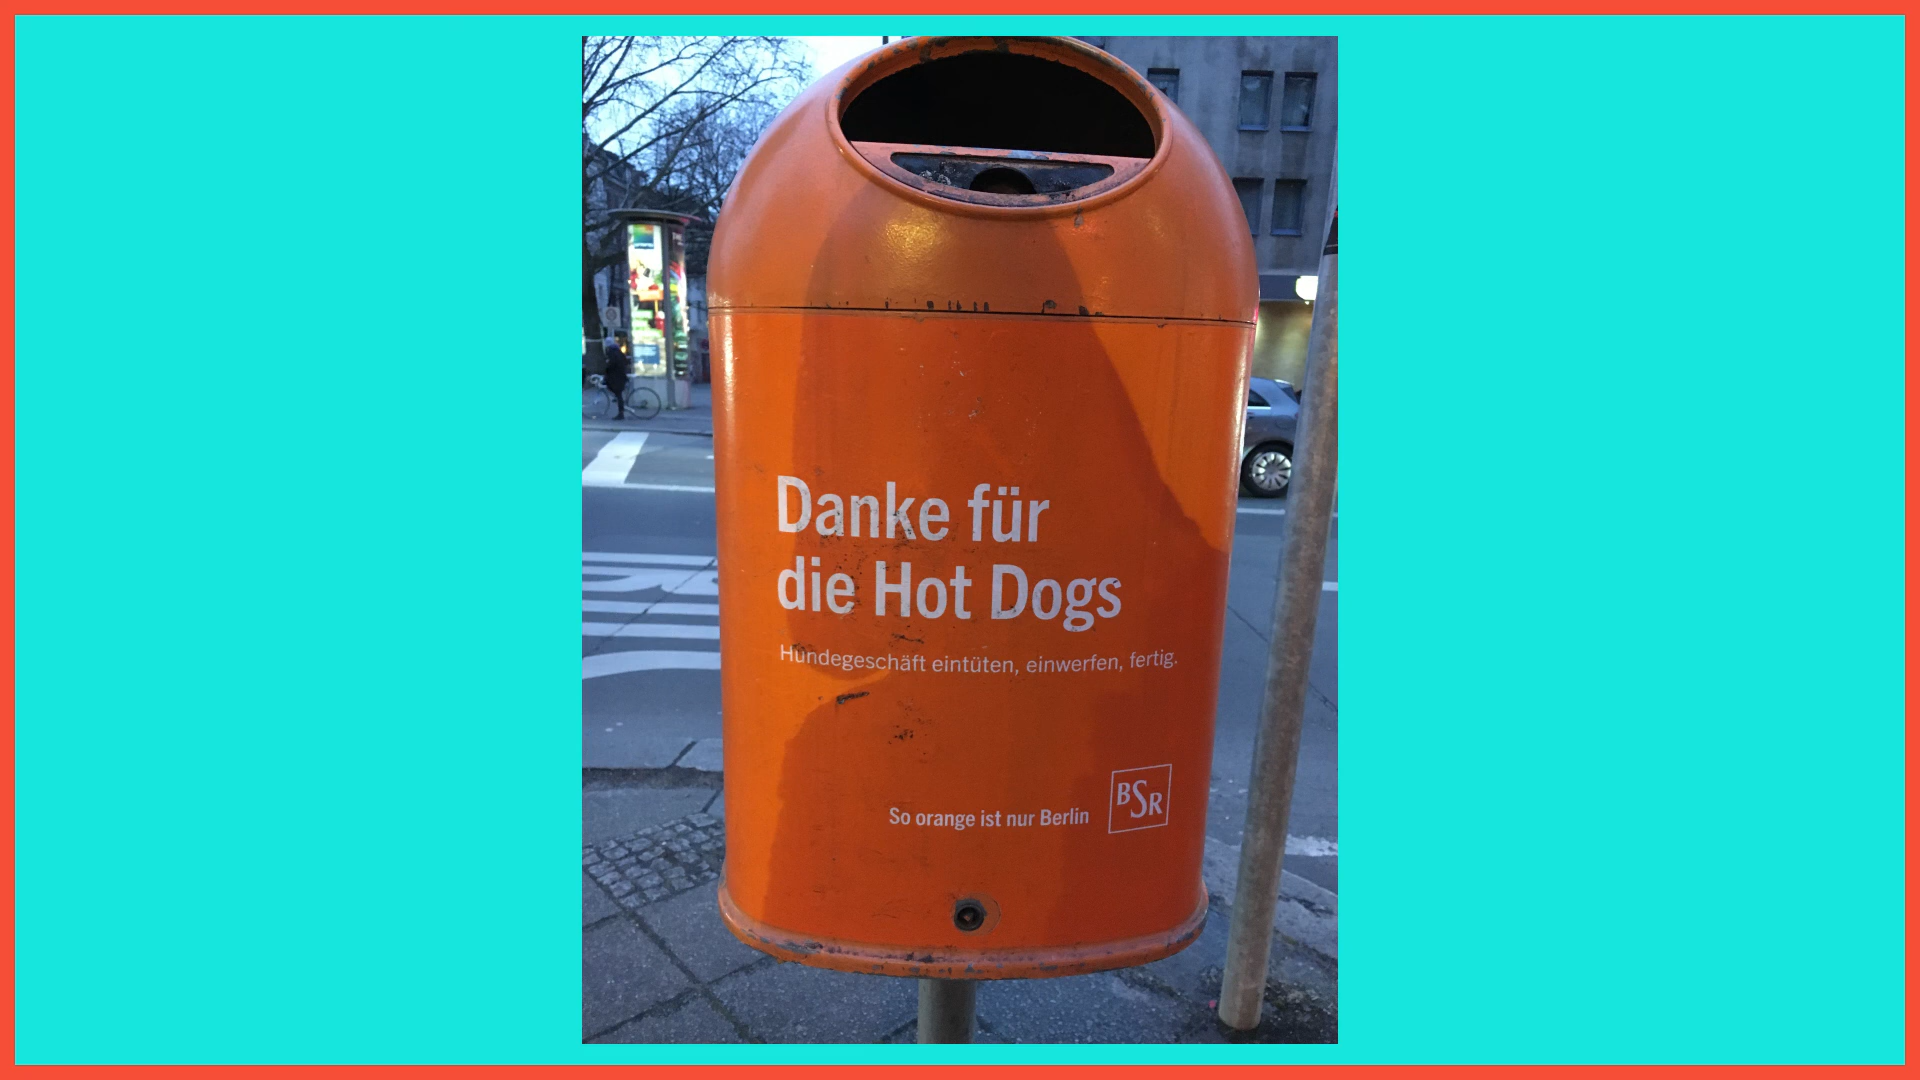 Danke für
die Hot Dogs
Hundegeschäft eintüten, einwerfen, fertig.
So orange ist nur Berlin
BSR